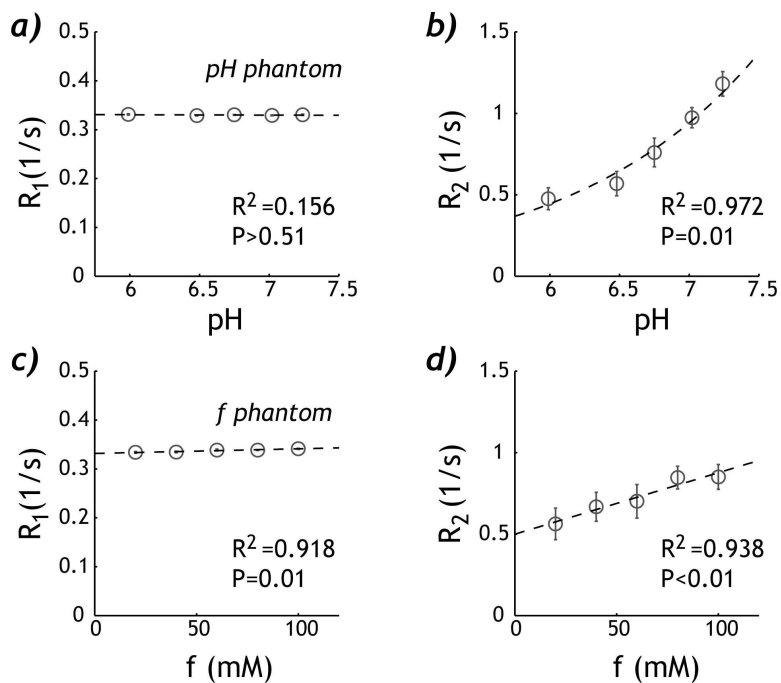 a)
0.5
0.4
0.3
0.2
0.1
0
R1(1/s)
pH phantom
R2=0.156
P>0.51
6
6.5
7
7.5
pH
b)
1.5
1
0.5
0
R2 (1/s)
R2=0.972
P=0.01
6
6.5
7
7.5
pH
c)
0.5
0.4
0.3
0.2
0.1
0
R1(1/s)
f phantom
R2=0.918
P=0.01
0
50
100
f (mM)
d)
1.5
1
0.5
0
R2 (1/s)
R2=0.938
P<0.01
0
50
100
f (mM)